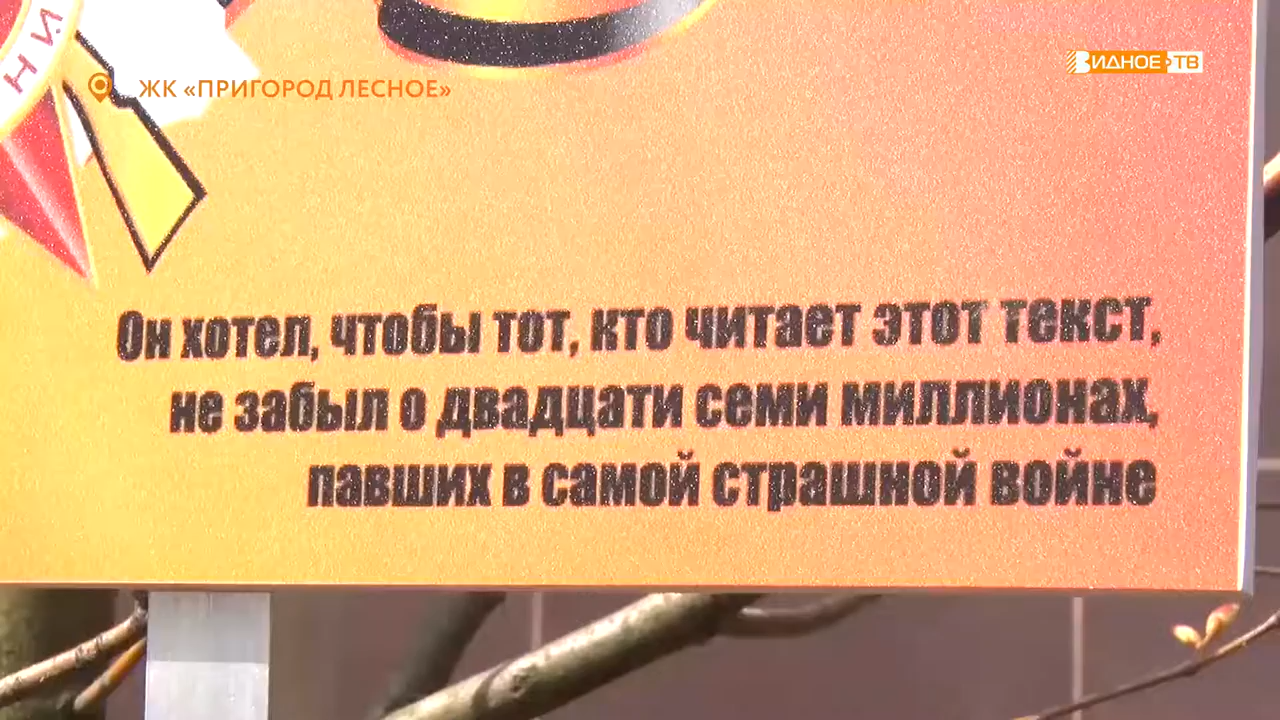 НИ
ЖК «ПРИГОРОД ЛЕСНОЕ»
ВИДНОЕ ТВ
Он хотел, чтобы тот, кто читает этот текст,
не забыл о двадцати семи миллионах,
павших в самой страшной войне